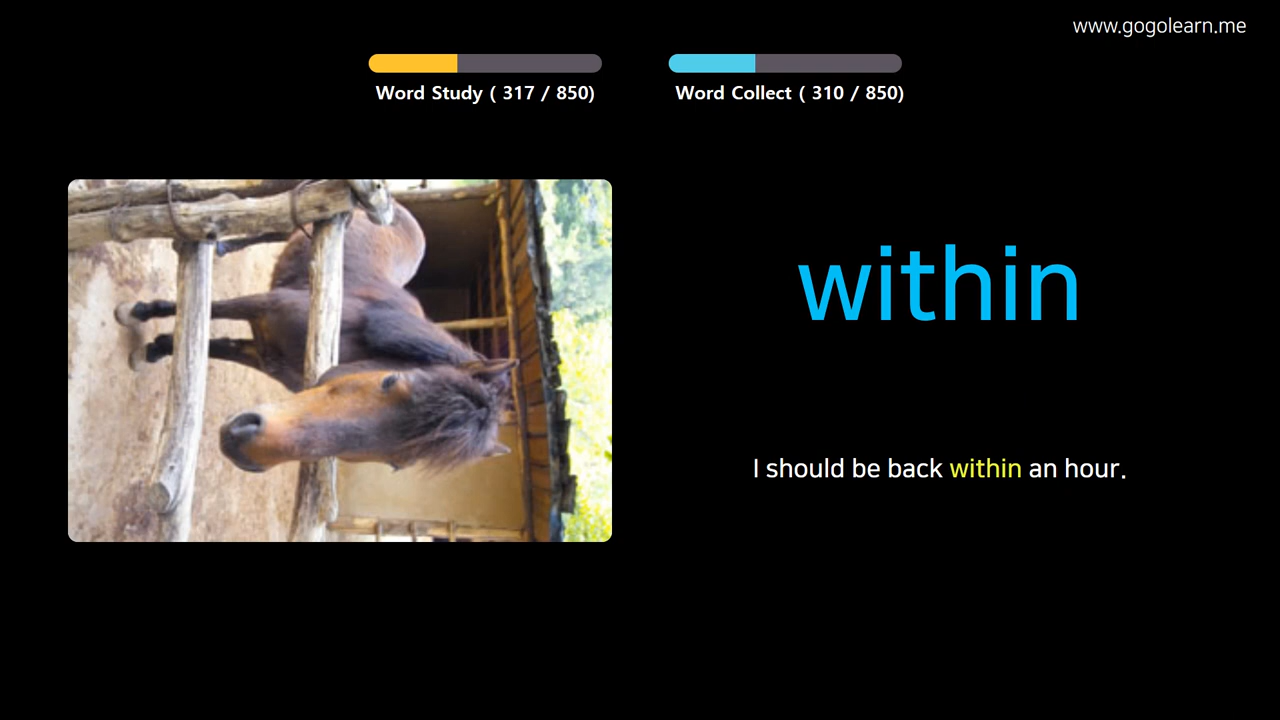 www.gogolearn.me
Word Study ( 317 / 850)
Word Collect ( 310 / 850)
within
I should be back within an hour.